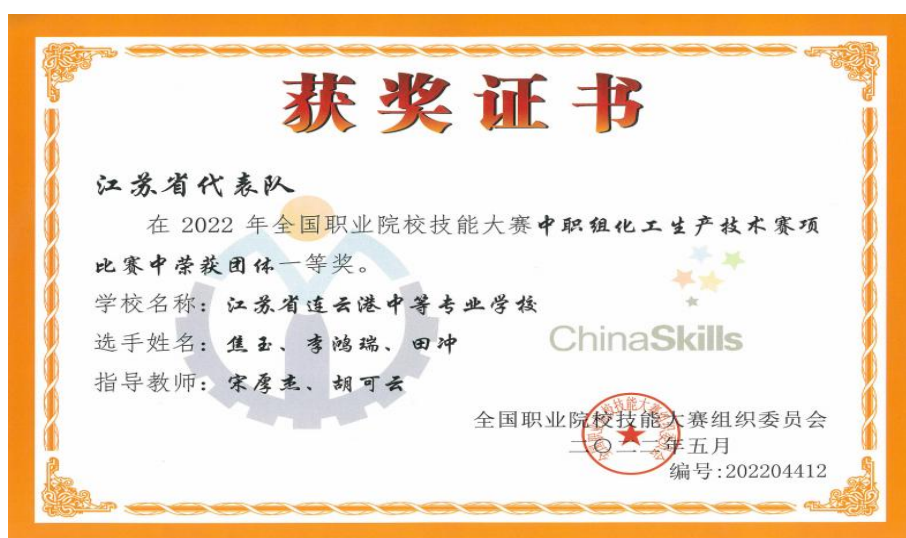 获奖证书
江苏省代表队
在 2022 年全国职业院校技能大赛中职组化工生产技术赛项
比赛中荣获团体一等奖。
学校名称：江苏省连云港中等专业学校
选手姓名：焦玉、李鸿瑞、田冲
ChinaSkills
指导教师：宋厚杰、胡可云
全国职业院校技能大赛组织委员会
二〇二二年五月
编号:202204412